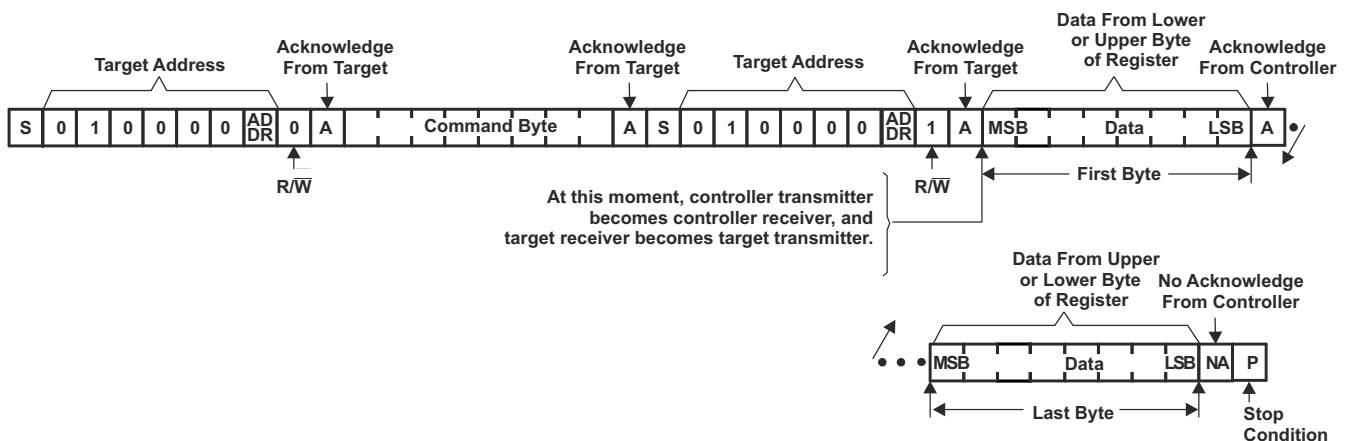 Data From Lower
or Upper Byte
of Register
Acknowledge
From Controller
Acknowledge
From Target
Target Address
Acknowledge
From Target
Target Address
Acknowledge
From Target
S 0 1 0 0 0 0 AD DR 0 A Command Byte A S 0 1 0 0 0 0 AD DR 1 A MSB Data LSB A •
R/W̅
R/W̅
First Byte
At this moment, controller transmitter
becomes controller receiver, and
target receiver becomes target transmitter.
Data From Upper
or Lower Byte
of Register
No Acknowledge
From Controller
• • • MSB Data LSB NA P
Last Byte
Stop
Condition